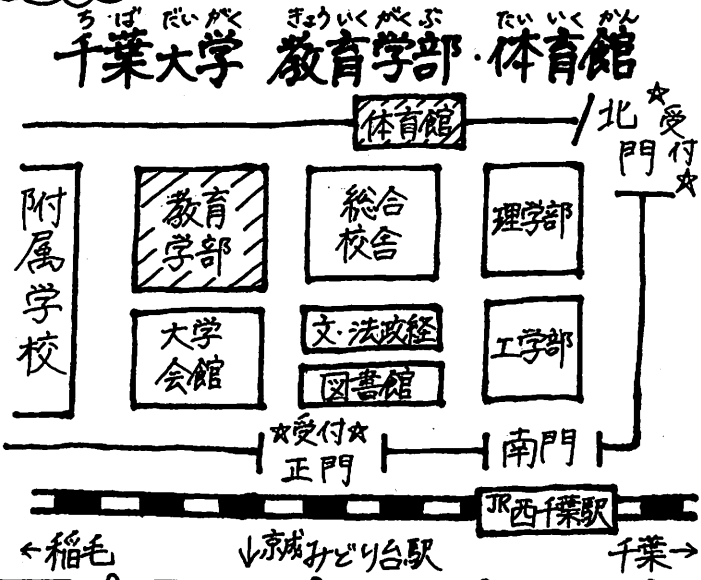 ちば だいがく きょういくがくぶ たいいくかん
千葉大学 教育学部・体育館
体育館
北門
☆受付☆
附属学校
教育
学部
総合
校舎
理学部
大学
会館
文・法政経
図書館
工学部
☆受付☆
正門
南門
JR西千葉駅
←稲毛
↓京成みどり台駅
千葉→